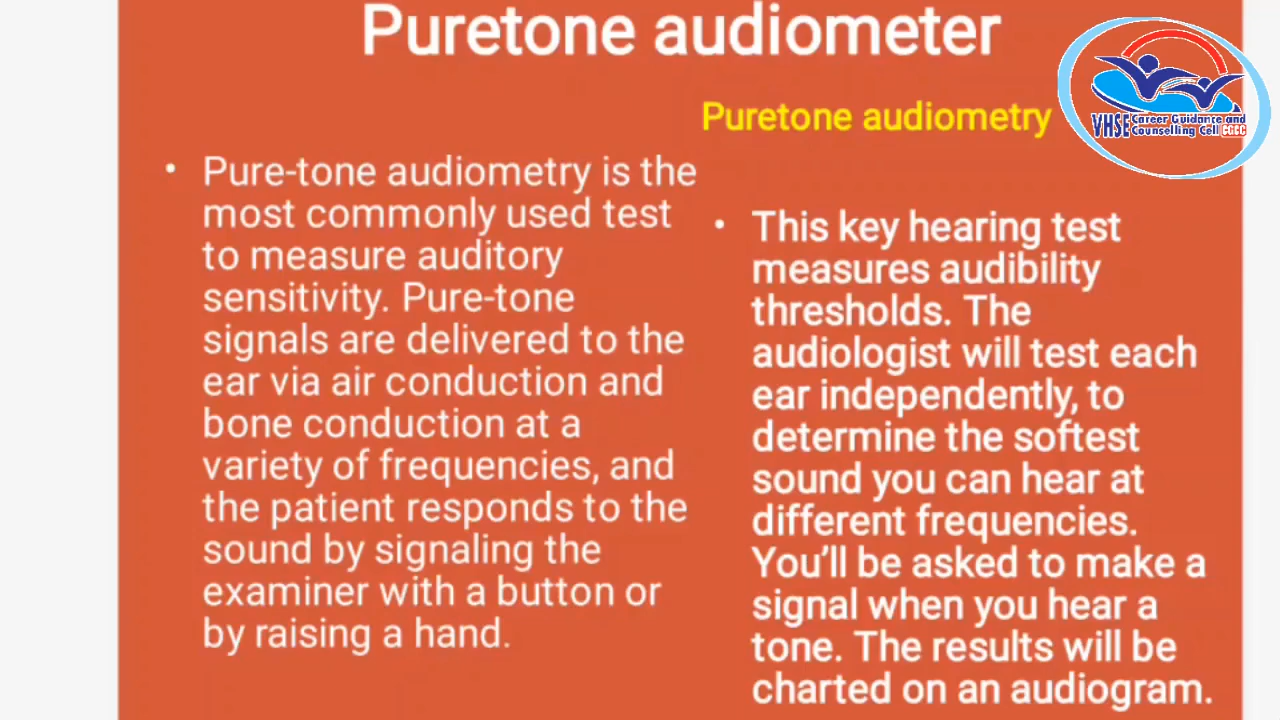 Puretone audiometer
Puretone audiometry
VHSE Career Guidance and
Counselling Cell CGCC
• Pure-tone audiometry is the
most commonly used test
to measure auditory
sensitivity. Pure-tone
signals are delivered to the
ear via air conduction and
bone conduction at a
variety of frequencies, and
the patient responds to the
sound by signaling the
examiner with a button or
by raising a hand.
• This key hearing test
measures audibility
thresholds. The
audiologist will test each
ear independently, to
determine the softest
sound you can hear at
different frequencies.
You’ll be asked to make a
signal when you hear a
tone. The results will be
charted on an audiogram.